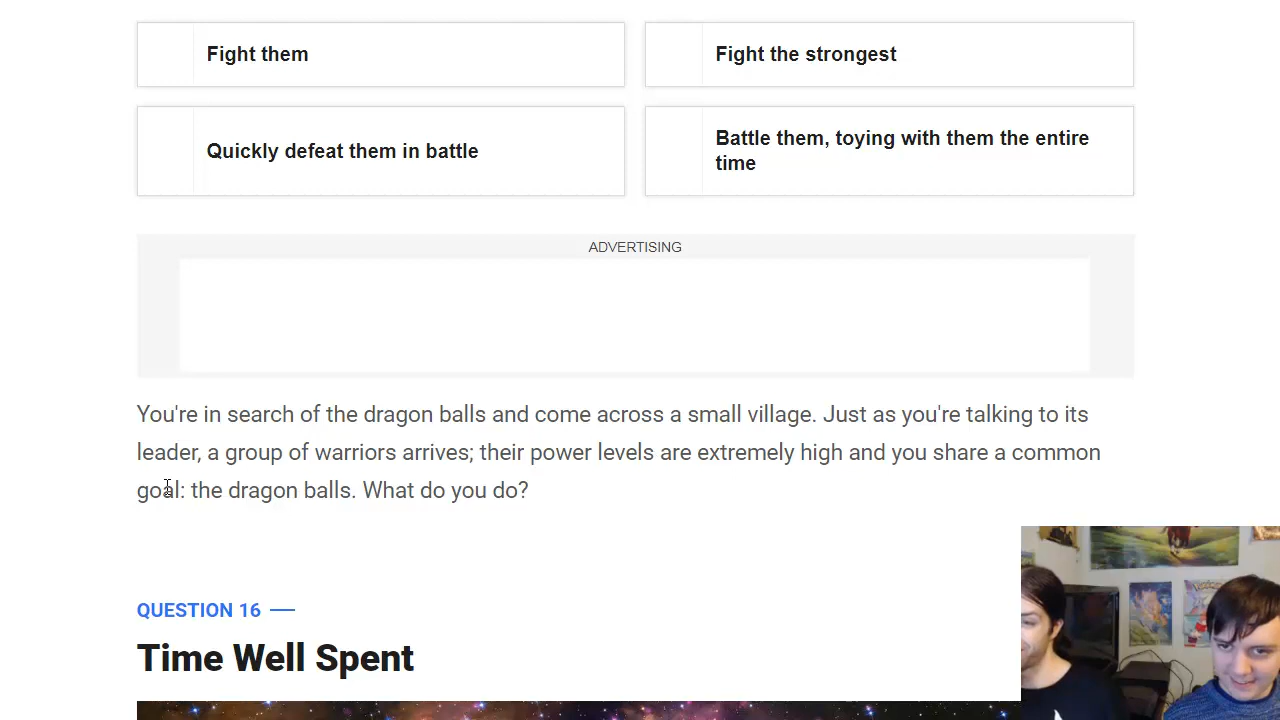 Fight them
Fight the strongest
Quickly defeat them in battle
Battle them, toying with them the entire
time
ADVERTISING
You're in search of the dragon balls and come across a small village. Just as you're talking to its
leader, a group of warriors arrives; their power levels are extremely high and you share a common
goal: the dragon balls. What do you do?
QUESTION 16
Time Well Spent